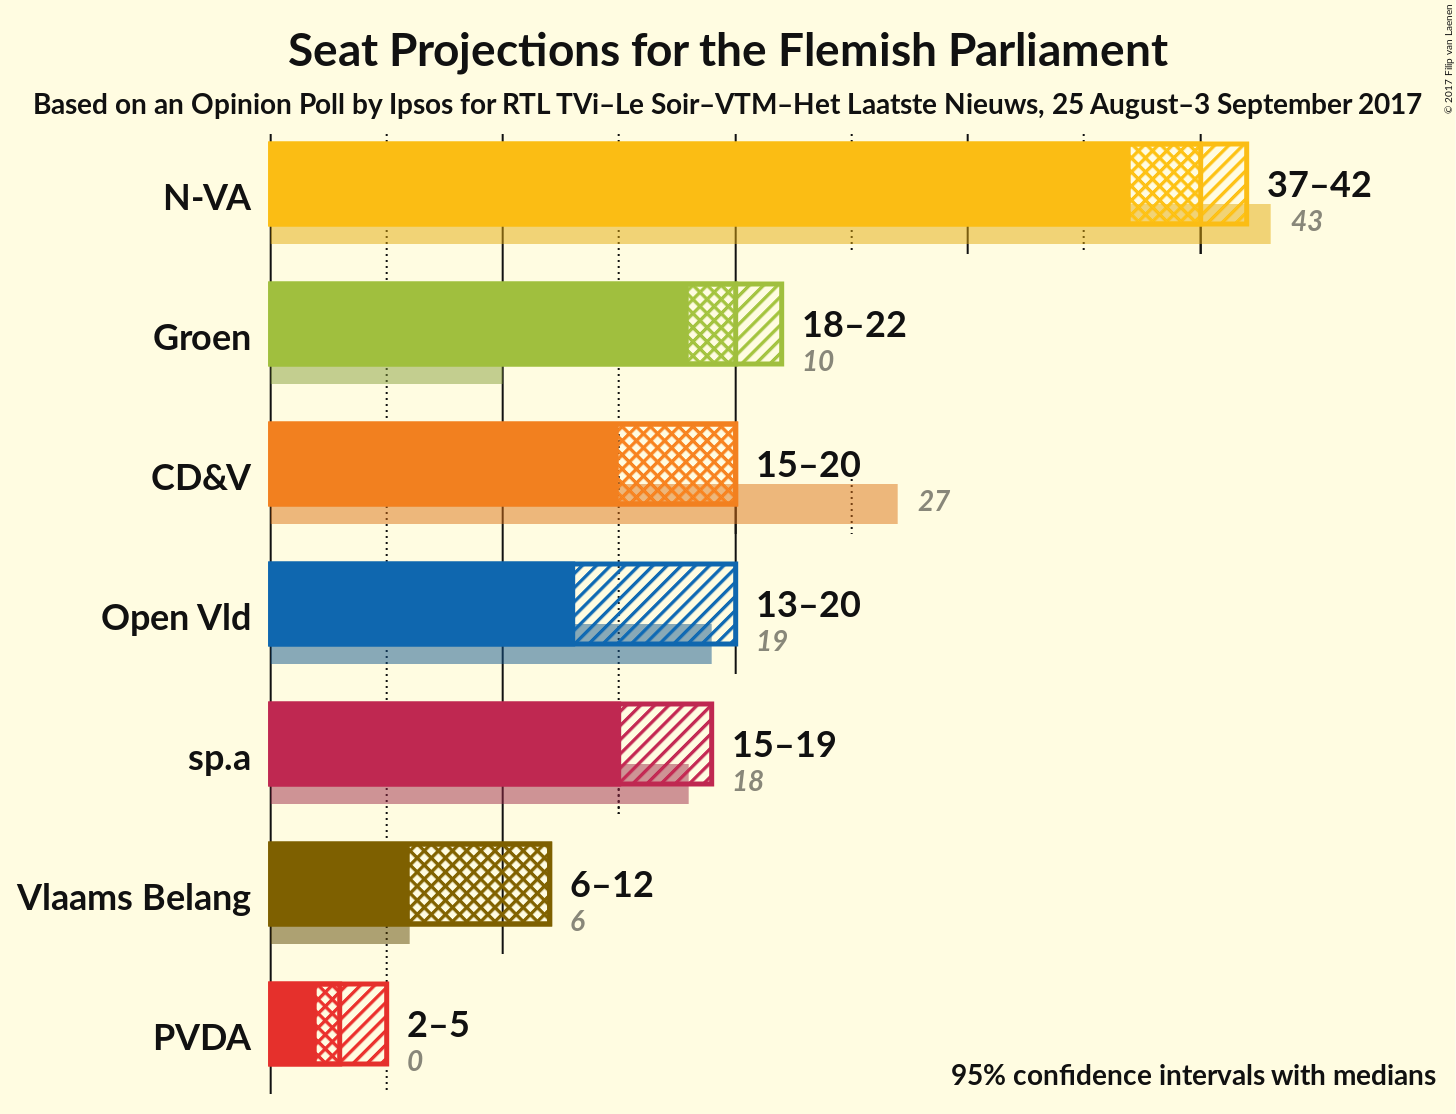 Seat Projections for the Flemish Parliament
Based on an Opinion Poll by Ipsos for RTL TVi–Le Soir–VTM–Het Laatste Nieuws, 25 August–3 September 2017
© 2017 Filip van Laenen
N-VA
37–42
43
Groen
18–22
10
CD&V
15–20
27
Open Vld
13–20
19
sp.a
15–19
18
Vlaams Belang
6–12
6
PVDA
2–5
0
95% confidence intervals with medians